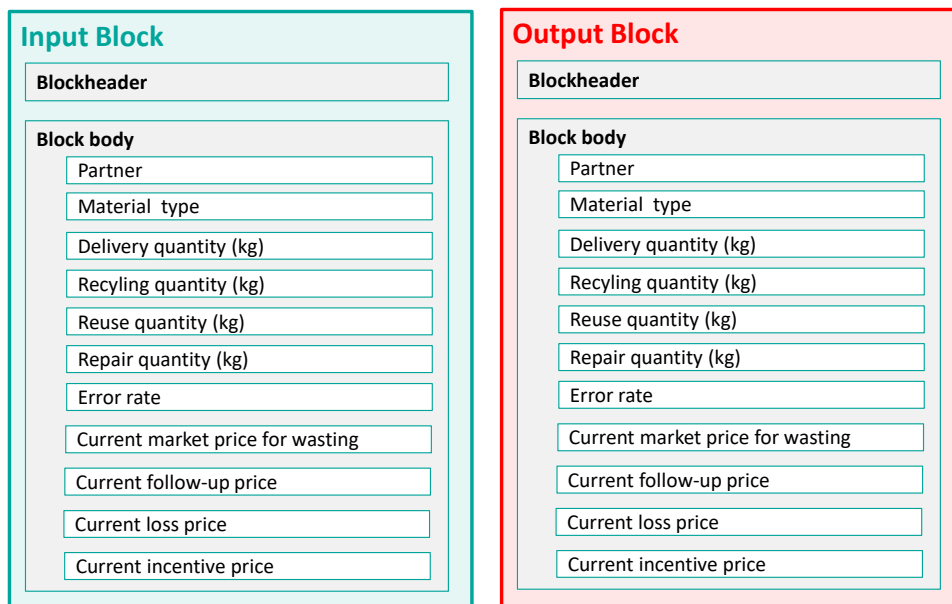 Input Block
Blockheader
Block body
Partner
Material type
Delivery quantity (kg)
Recyling quantity (kg)
Reuse quantity (kg)
Repair quantity (kg)
Error rate
Current market price for wasting
Current follow-up price
Current loss price
Current incentive price
Output Block
Blockheader
Block body
Partner
Material type
Delivery quantity (kg)
Recyling quantity (kg)
Reuse quantity (kg)
Repair quantity (kg)
Error rate
Current market price for wasting
Current follow-up price
Current loss price
Current incentive price